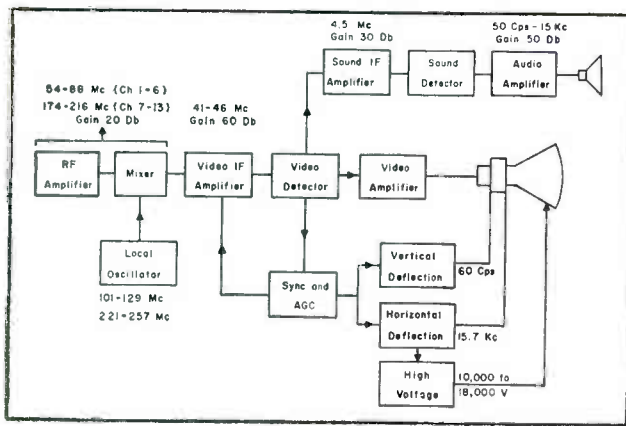 4.5 Mc
Gain 30 Db
50 Cps-15 Kc
Gain 50 Db
Sound IF
Amplifier
Sound
Detector
Audio
Amplifier
54-88 Mc (Ch 1-6)
174-216 Mc (Ch 7-13)
Gain 20 Db
41-46 Mc
Gain 60 Db
RF
Amplifier
Mixer
Video IF
Amplifier
Video
Detector
Video
Amplifier
Local
Oscillator
101-129 Mc
221-257 Mc
Sync and
AGC
Vertical
Deflection
60 Cps
Horizontal
Deflection
15.7 Kc
High
Voltage
10,000 to
18,000 V